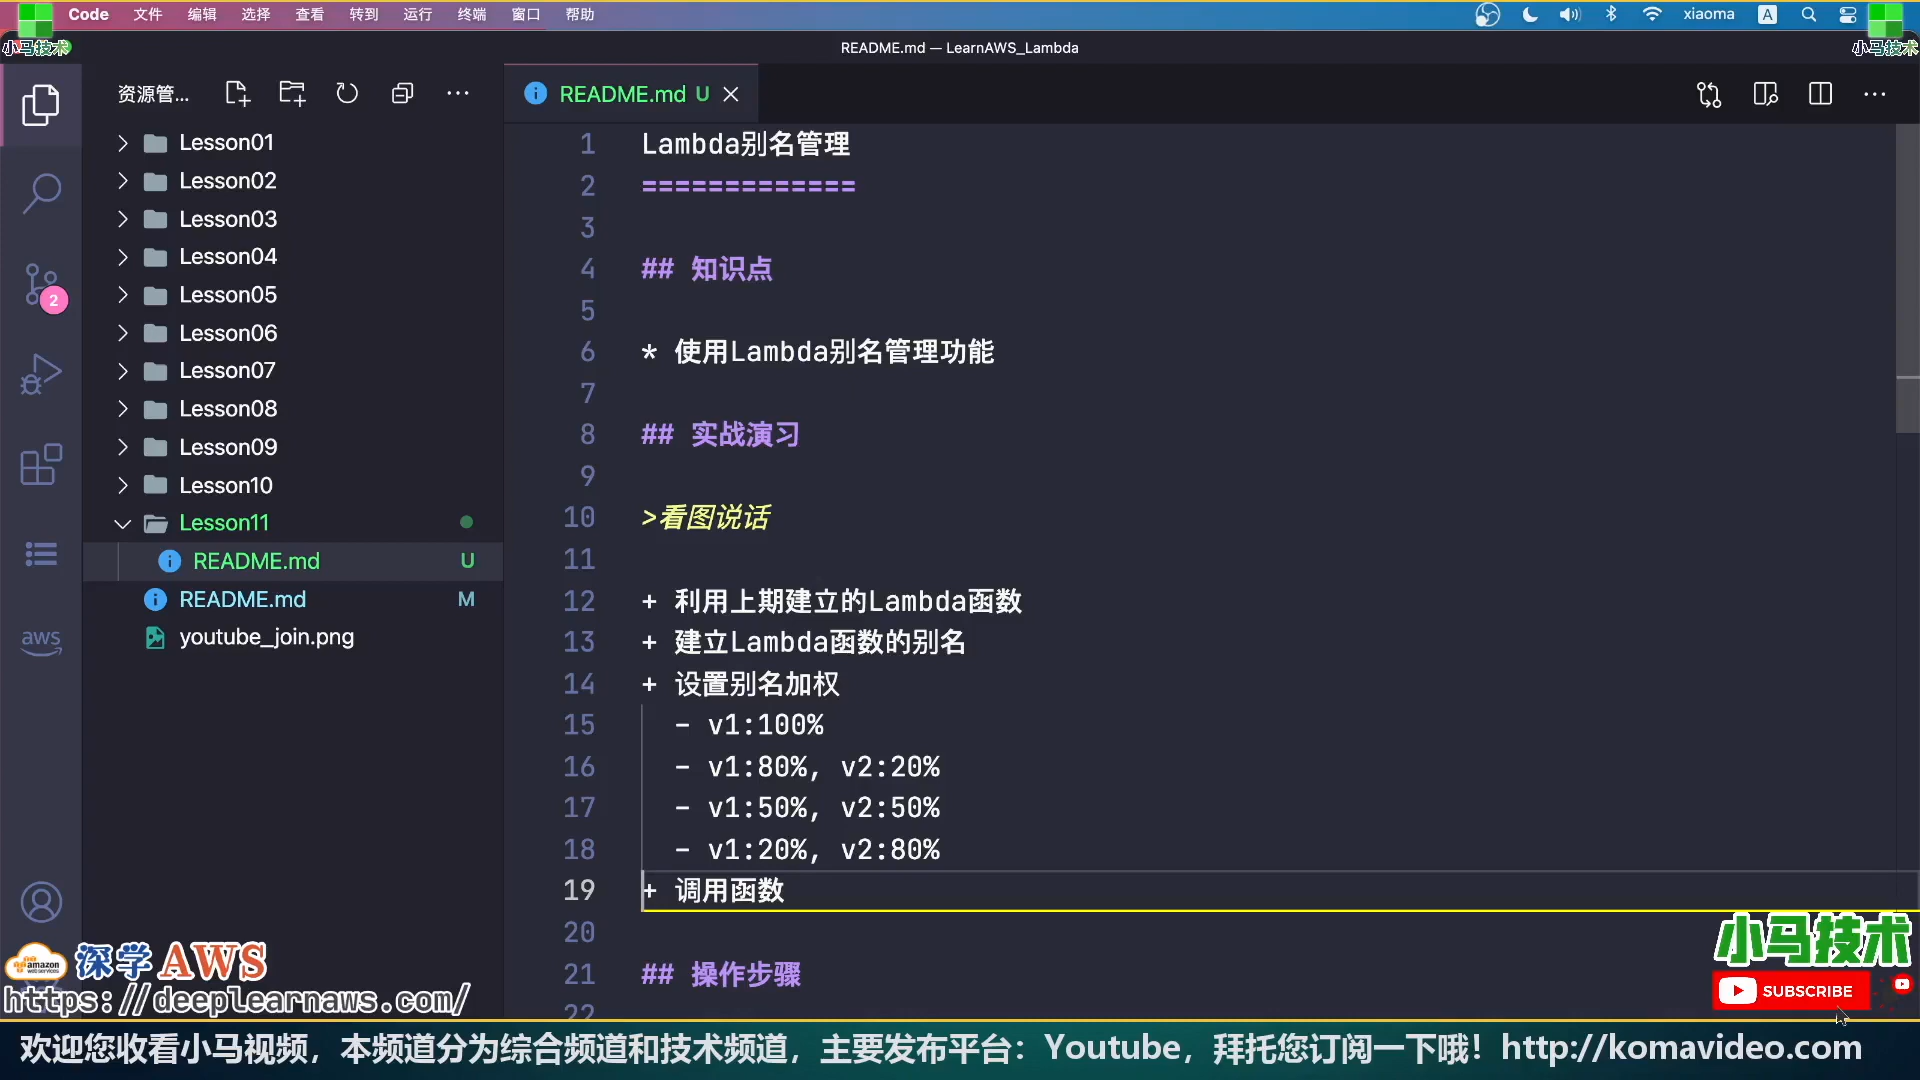 Code 文件 编辑 选择 查看 转到 运行 终端 窗口 帮助 xiaoma A
小马技术 小马技术
README.md — LearnAWS_Lambda
资源管...
README.md U
Lesson01
Lesson02
Lesson03
Lesson04
Lesson05
Lesson06
Lesson07
Lesson08
Lesson09
Lesson10
Lesson11
README.md U
README.md M
youtube_join.png
2
aws
1 Lambda别名管理
2 =============
3
4 ## 知识点
5
6 * 使用Lambda别名管理功能
7
8 ## 实战演习
9
10 >看图说话
11
12 + 利用上期建立的Lambda函数
13 + 建立Lambda函数的别名
14 + 设置别名加权
15 - v1:100%
16 - v1:80%, v2:20%
17 - v1:50%, v2:50%
18 - v1:20%, v2:80%
19 + 调用函数
20
21 ## 操作步骤
22
amazon 深学AWS
https://deeplearnaws.com/
小马技术
SUBSCRIBE
欢迎您收看小马视频，本频道分为综合频道和技术频道，主要发布平台：Youtube，拜托您订阅一下哦！http://komavideo.com